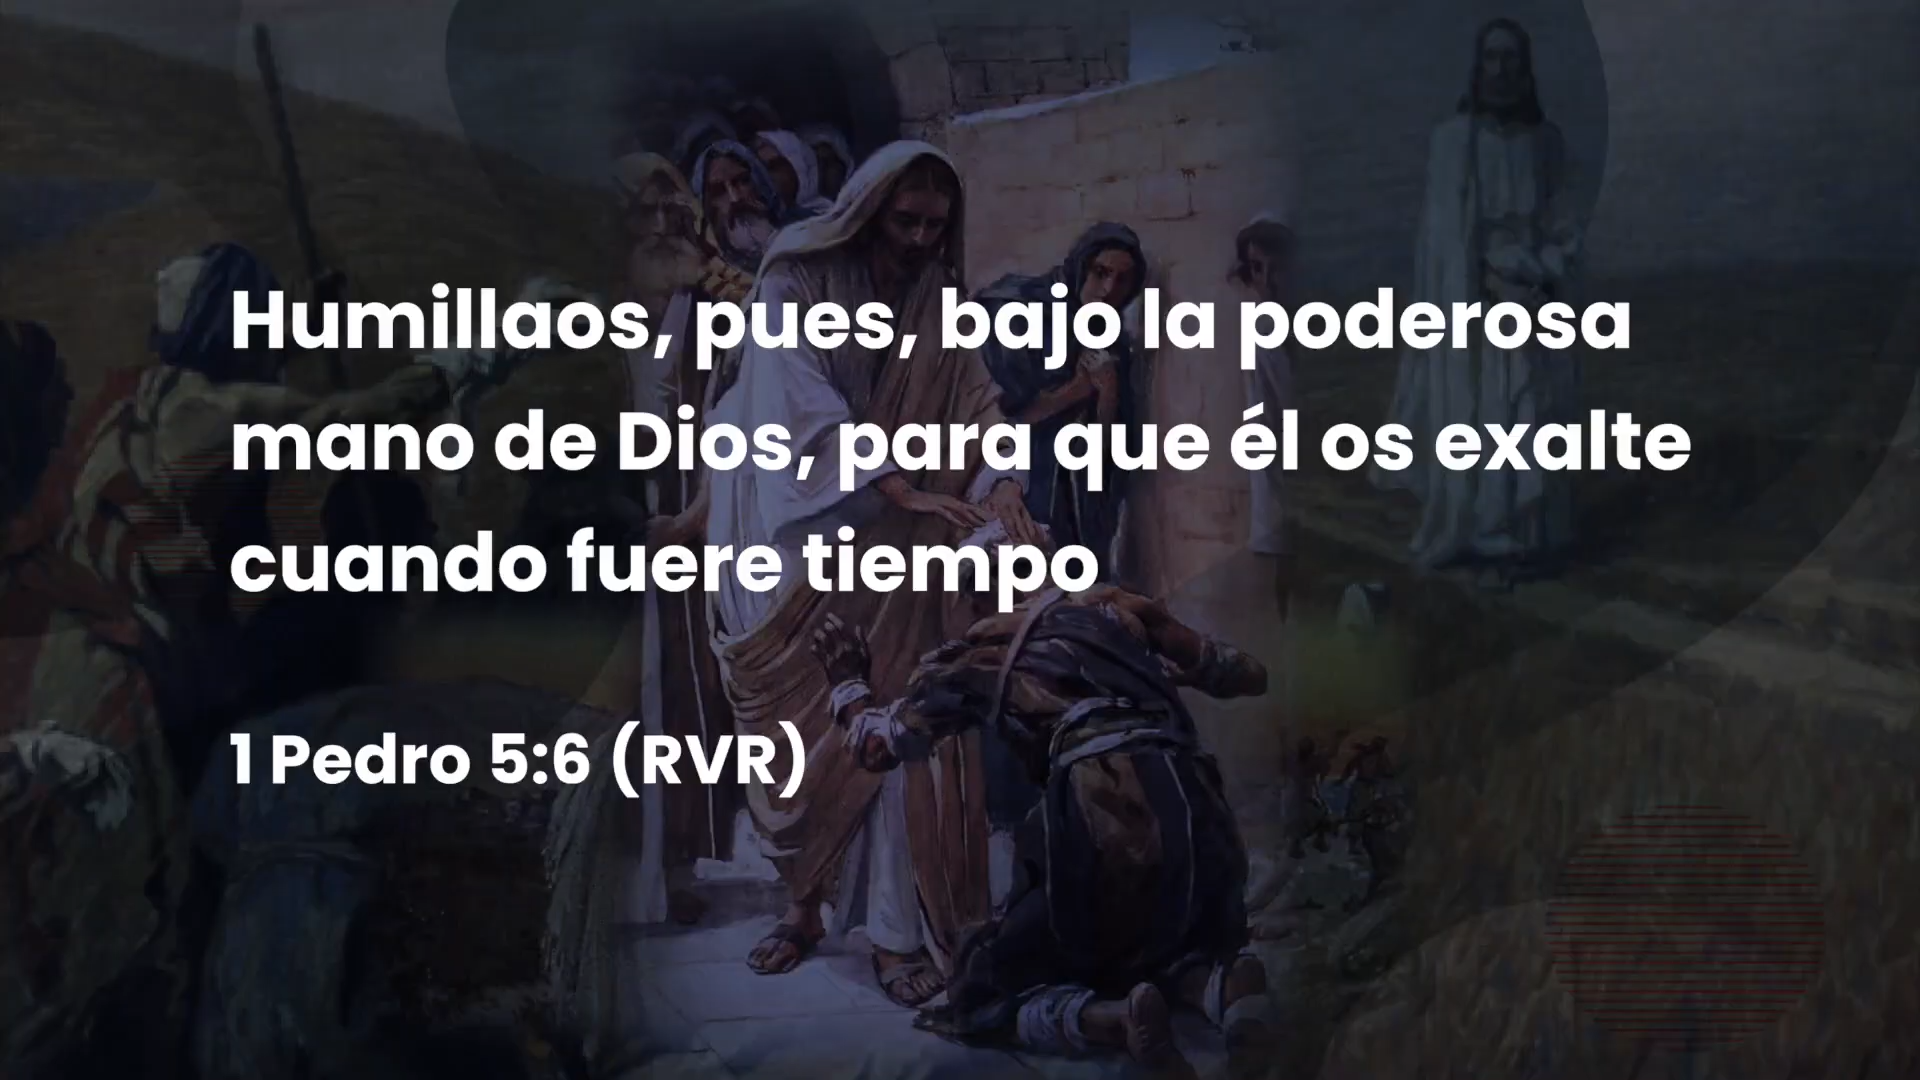 Humillaos, pues, bajo la poderosa
mano de Dios, para que él os exalte
cuando fuere tiempo
1 Pedro 5:6 (RVR)